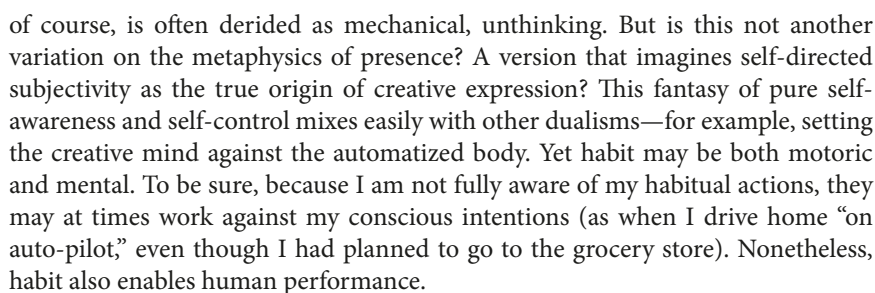 of course, is often derided as mechanical, unthinking. But is this not another
variation on the metaphysics of presence? A version that imagines self-directed
subjectivity as the true origin of creative expression? This fantasy of pure self-
awareness and self-control mixes easily with other dualisms—for example, setting
the creative mind against the automatized body. Yet habit may be both motoric
and mental. To be sure, because I am not fully aware of my habitual actions, they
may at times work against my conscious intentions (as when I drive home “on
auto-pilot,” even though I had planned to go to the grocery store). Nonetheless,
habit also enables human performance.